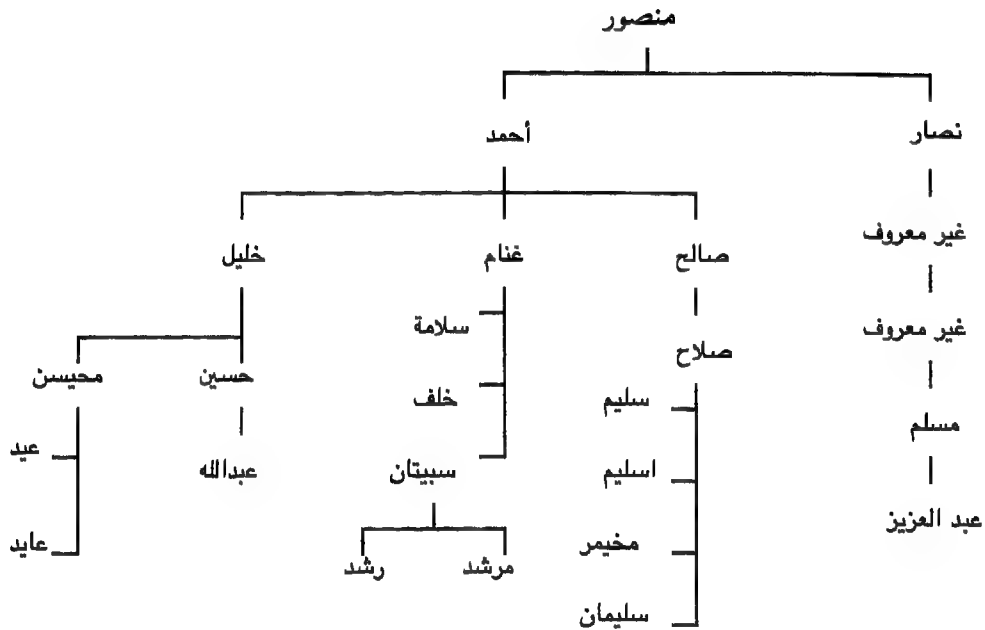 منصور
نصار
أحمد
غير معروف
صالح
غنام
خليل
سلامة
غير معروف
صلاح
حسين
محيسن
سليم
خلف
مسلم
عيد
اسليم
سبيتان
عبدالله
عبد العزيز
مخيمر
عايد
مرشد
رشد
سليمان